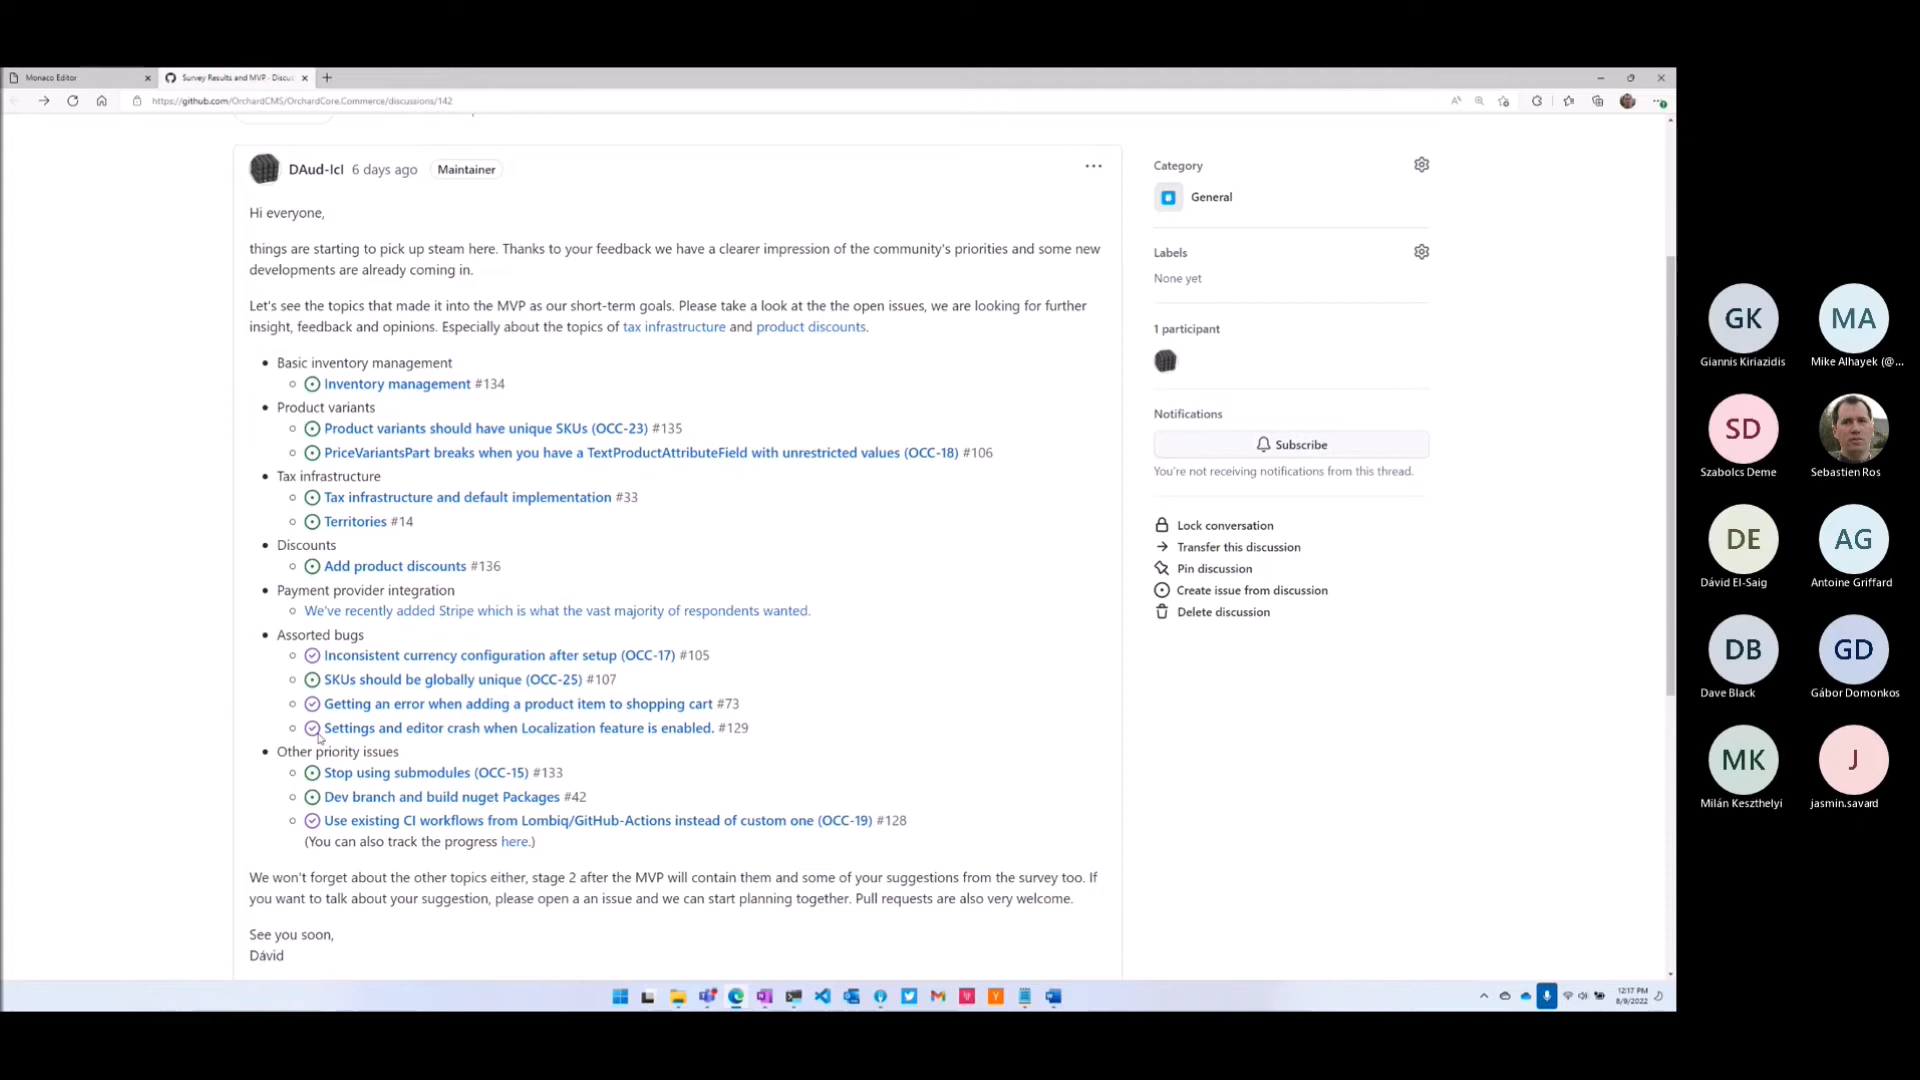 Monaco Editor
Survey Results and MVP · Discus
https://github.com/OrchardCMS/OrchardCore.Commerce/discussions/142
DAud-IcI 6 days ago Maintainer
Hi everyone,
things are starting to pick up steam here. Thanks to your feedback we have a clearer impression of the community's priorities and some new
developments are already coming in.
Let's see the topics that made it into the MVP as our short-term goals. Please take a look at the the open issues, we are looking for further
insight, feedback and opinions. Especially about the topics of tax infrastructure and product discounts.
Basic inventory management
Inventory management #134
Product variants
Product variants should have unique SKUs (OCC-23) #135
PriceVariantsPart breaks when you have a TextProductAttributeField with unrestricted values (OCC-18) #106
Tax infrastructure
Tax infrastructure and default implementation #33
Territories #14
Discounts
Add product discounts #136
Payment provider integration
We've recently added Stripe which is what the vast majority of respondents wanted.
Assorted bugs
Inconsistent currency configuration after setup (OCC-17) #105
SKUs should be globally unique (OCC-25) #107
Getting an error when adding a product item to shopping cart #73
Settings and editor crash when Localization feature is enabled. #129
Other priority issues
Stop using submodules (OCC-15) #133
Dev branch and build nuget Packages #42
Use existing CI workflows from Lombiq/GitHub-Actions instead of custom one (OCC-19) #128
(You can also track the progress here.)
We won't forget about the other topics either, stage 2 after the MVP will contain them and some of your suggestions from the survey too. If
you want to talk about your suggestion, please open a an issue and we can start planning together. Pull requests are also very welcome.
See you soon,
Dávid
Category
General
Labels
None yet
1 participant
Notifications
Subscribe
You're not receiving notifications from this thread.
Lock conversation
Transfer this discussion
Pin discussion
Create issue from discussion
Delete discussion
12:17 PM
8/9/2022
GK
Giannis Kiriazidis
MA
Mike Alhayek (@...
SD
Szabolcs Deme
Sebastien Ros
DE
Dávid El-Saig
AG
Antoine Griffard
DB
Dave Black
GD
Gábor Domonkos
MK
Milán Keszthelyi
J
jasmin.savard